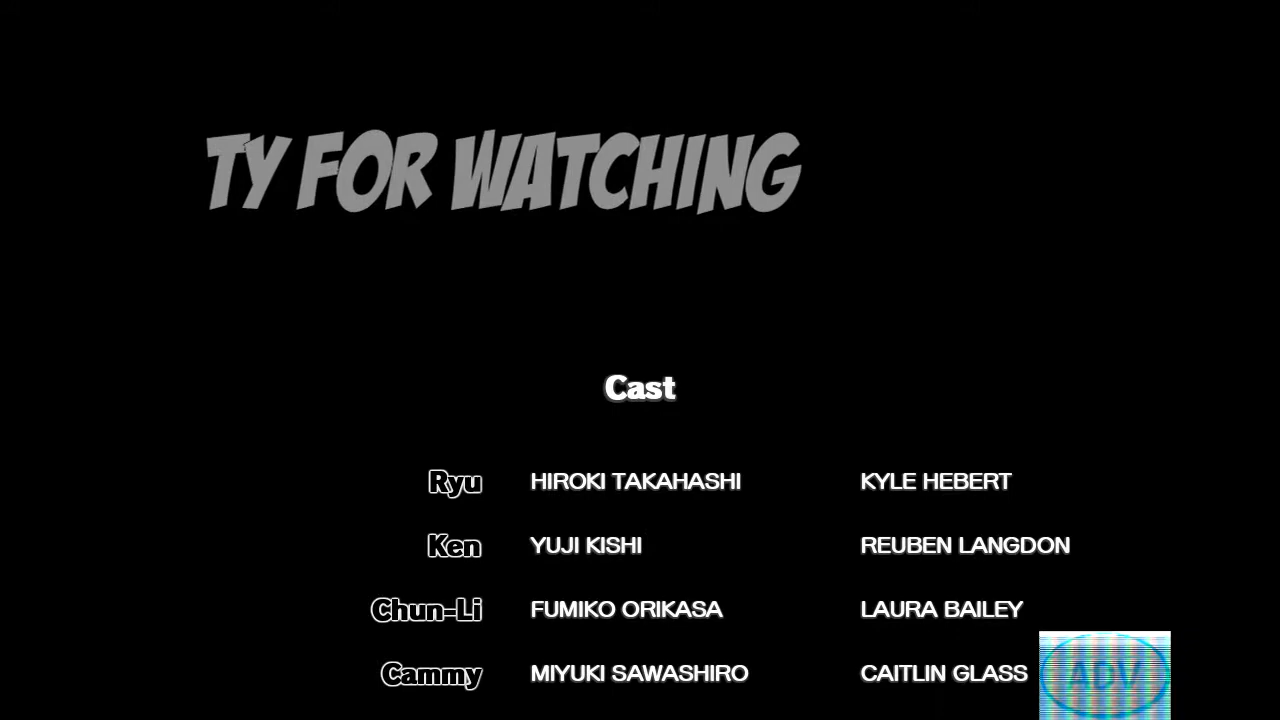 TY FOR WATCHING
Cast
Ryu HIROKI TAKAHASHI KYLE HEBERT
Ken YUJI KISHI REUBEN LANGDON
Chun-Li FUMIKO ORIKASA LAURA BAILEY
Cammy MIYUKI SAWASHIRO CAITLIN GLASS
ADV